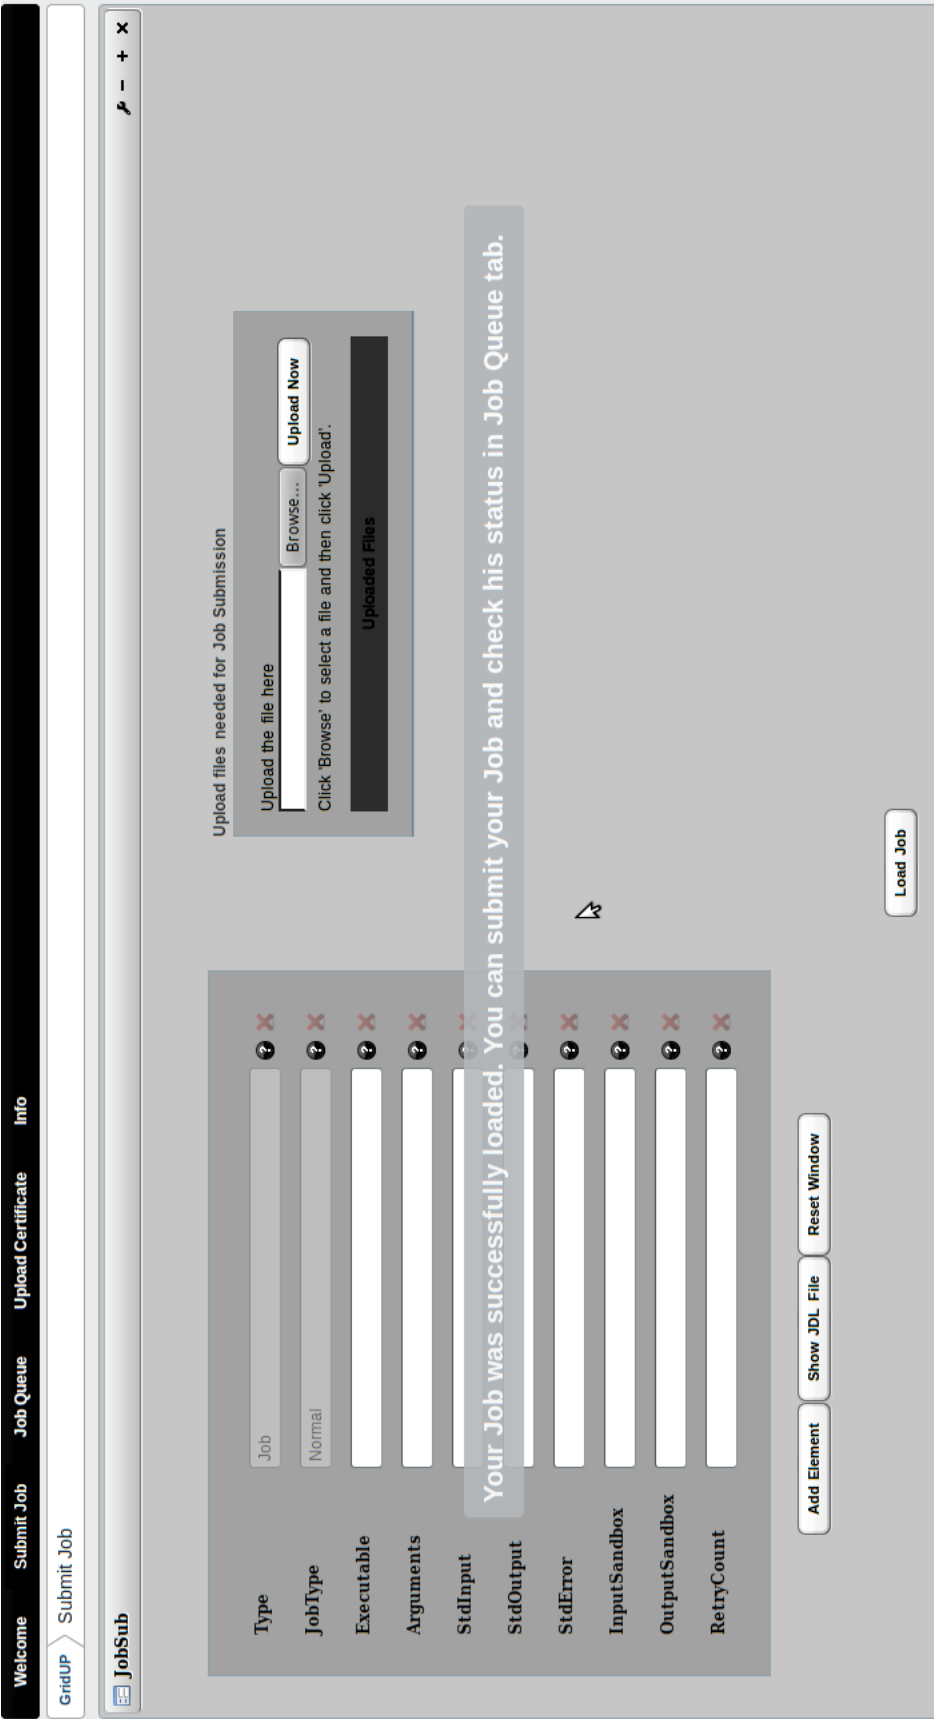 Welcome Submit Job Job Queue Upload Certificate Info
GridUP Submit Job
JobSub
Upload files needed for Job Submission
Upload the file here
Browse... Upload Now
Click 'Browse' to select a file and then click 'Upload'.
Uploaded Files
Type Job
JobType Normal
Executable
Arguments
StdInput
Your Job was successfully loaded. You can submit your Job and check his status in Job Queue tab.
StdOutput
StdError
InputSandbox
OutputSandbox
RetryCount
Add Element Show JDL File Reset Window
Load Job